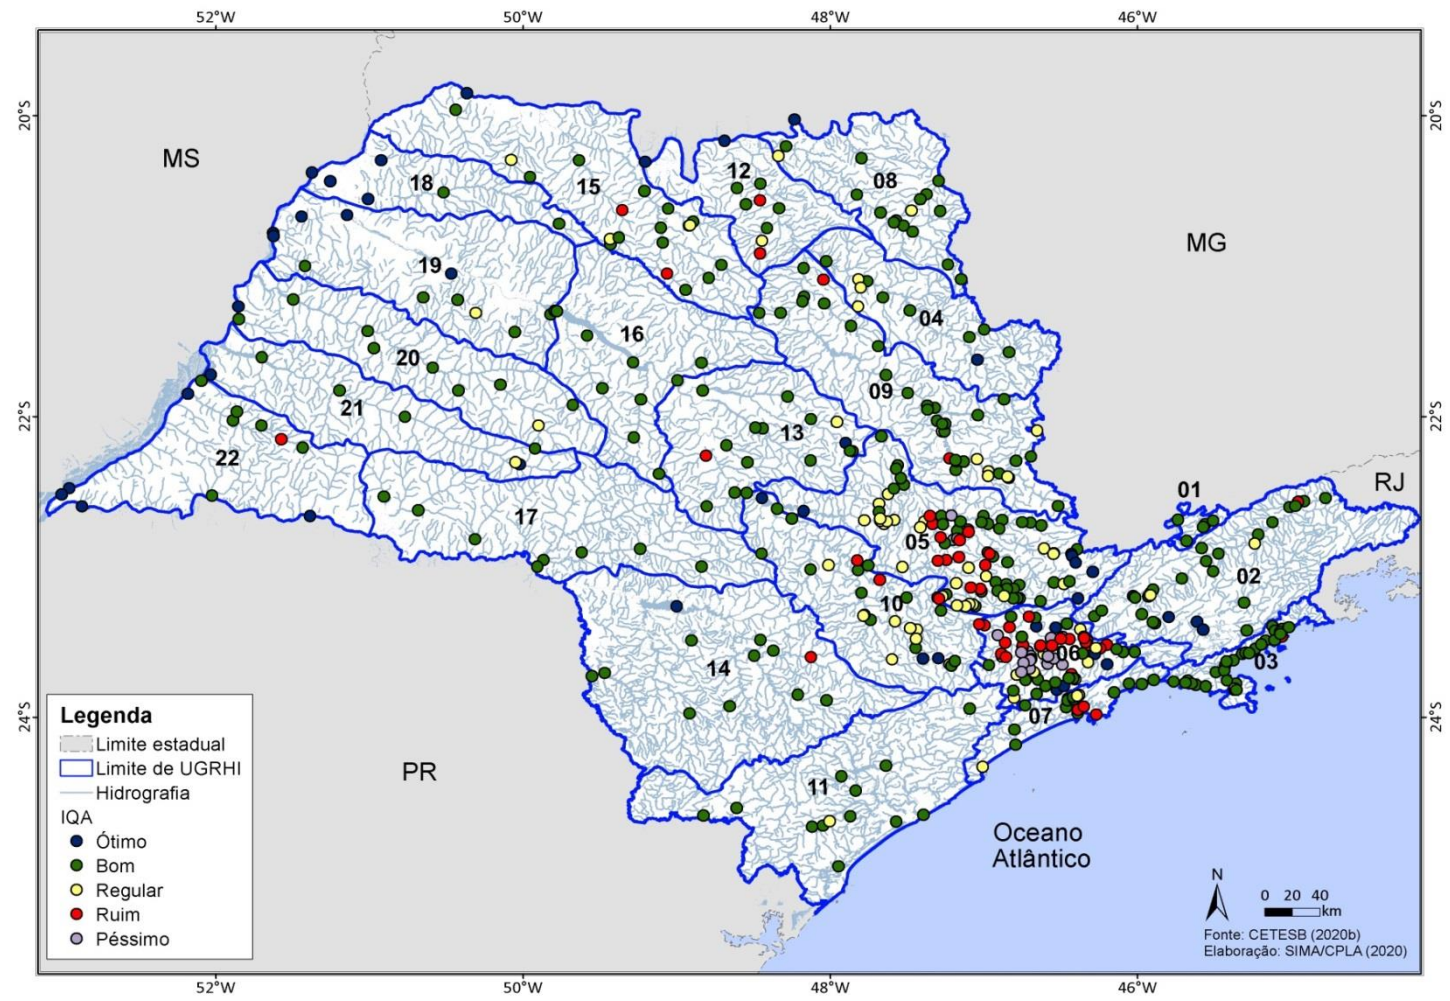 52°W 50°W 48°W 46°W
20°S 20°S
MS
12
18 15 08
MG
19
04
16
20
09
21
22°S 22°S
13
22
RJ
01
17
05
02
10
06
03
14
07
24°S 24°S
PR
11
Legenda
Limite estadual
Limite de UGRHI
Hidrografia
IQA
Ótimo
Bom
Regular
Ruim
Péssimo
Oceano
Atlântico
N
0 20 40
km
Fonte: CETESB (2020b)
Elaboração: SIMA/CPLA (2020)
52°W 50°W 48°W 46°W